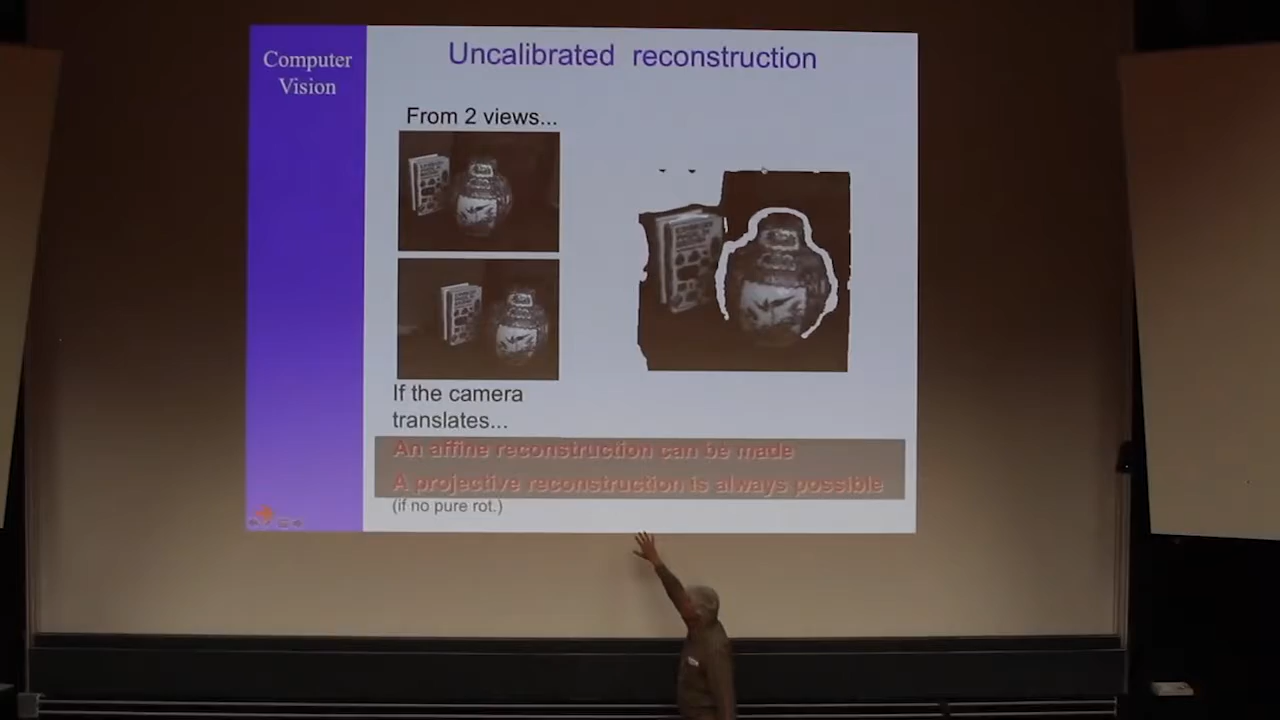 Computer
Vision
Uncalibrated reconstruction
From 2 views...
If the camera
translates...
An affine reconstruction can be made
A projective reconstruction is always possible
(if no pure rot.)